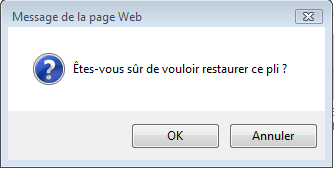 Message de la page Web
Êtes-vous sûr de vouloir restaurer ce pli ?
OK
Annuler